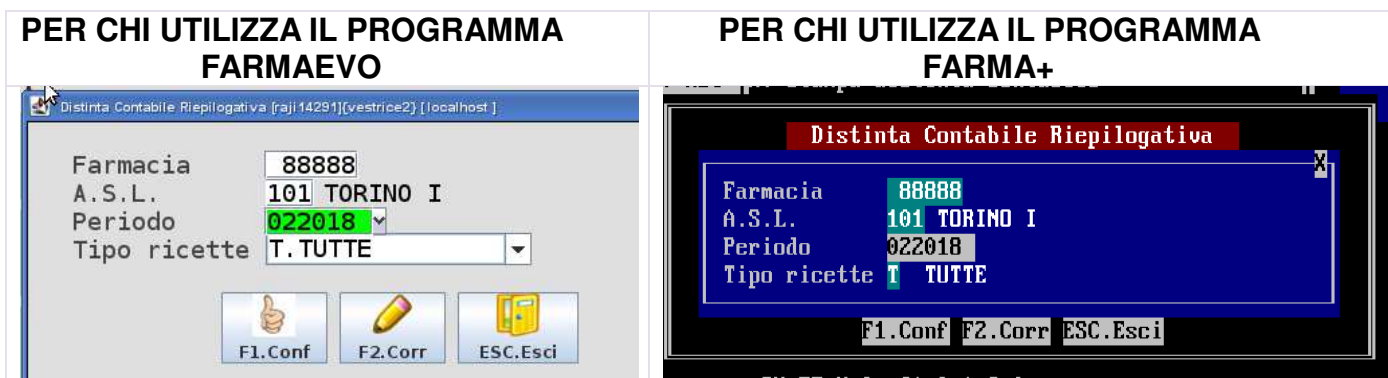 PER CHI UTILIZZA IL PROGRAMMA
FARMAEVO
Distinta Contabile Riepilogativa [raji14291]{vestrice2} [localhost]
Farmacia 88888
A.S.L. 101 TORINO I
Periodo 022018
Tipo ricette T.TUTTE
F1.Conf F2.Corr ESC.Esci
PER CHI UTILIZZA IL PROGRAMMA
FARMA+
Distinta Contabile Riepilogativa
X
Farmacia 88888
A.S.L. 101 TORINO I
Periodo 022018
Tipo ricette T TUTTE
F1.Conf F2.Corr ESC.Esci